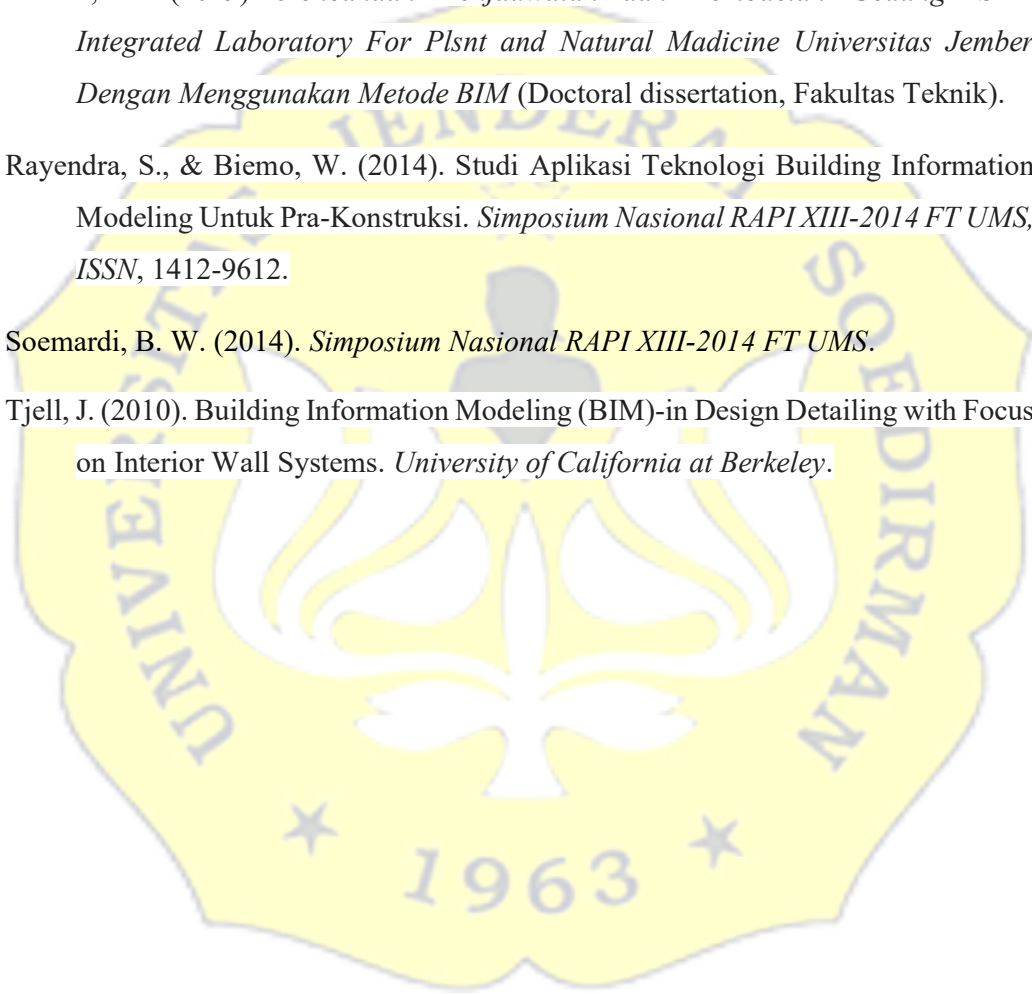 Integrated Laboratory For Plsnt and Natural Madicine Universitas Jember
Dengan Menggunakan Metode BIM (Doctoral dissertation, Fakultas Teknik).
Rayendra, S., & Biemo, W. (2014). Studi Aplikasi Teknologi Building Information
Modeling Untuk Pra-Konstruksi. Simposium Nasional RAPI XIII-2014 FT UMS,
ISSN, 1412-9612.
Soemardi, B. W. (2014). Simposium Nasional RAPI XIII-2014 FT UMS.
Tjell, J. (2010). Building Information Modeling (BIM)-in Design Detailing with Focus
on Interior Wall Systems. University of California at Berkeley.
UNIVERSITAS JENDERAL SOEDIRMAN
1963